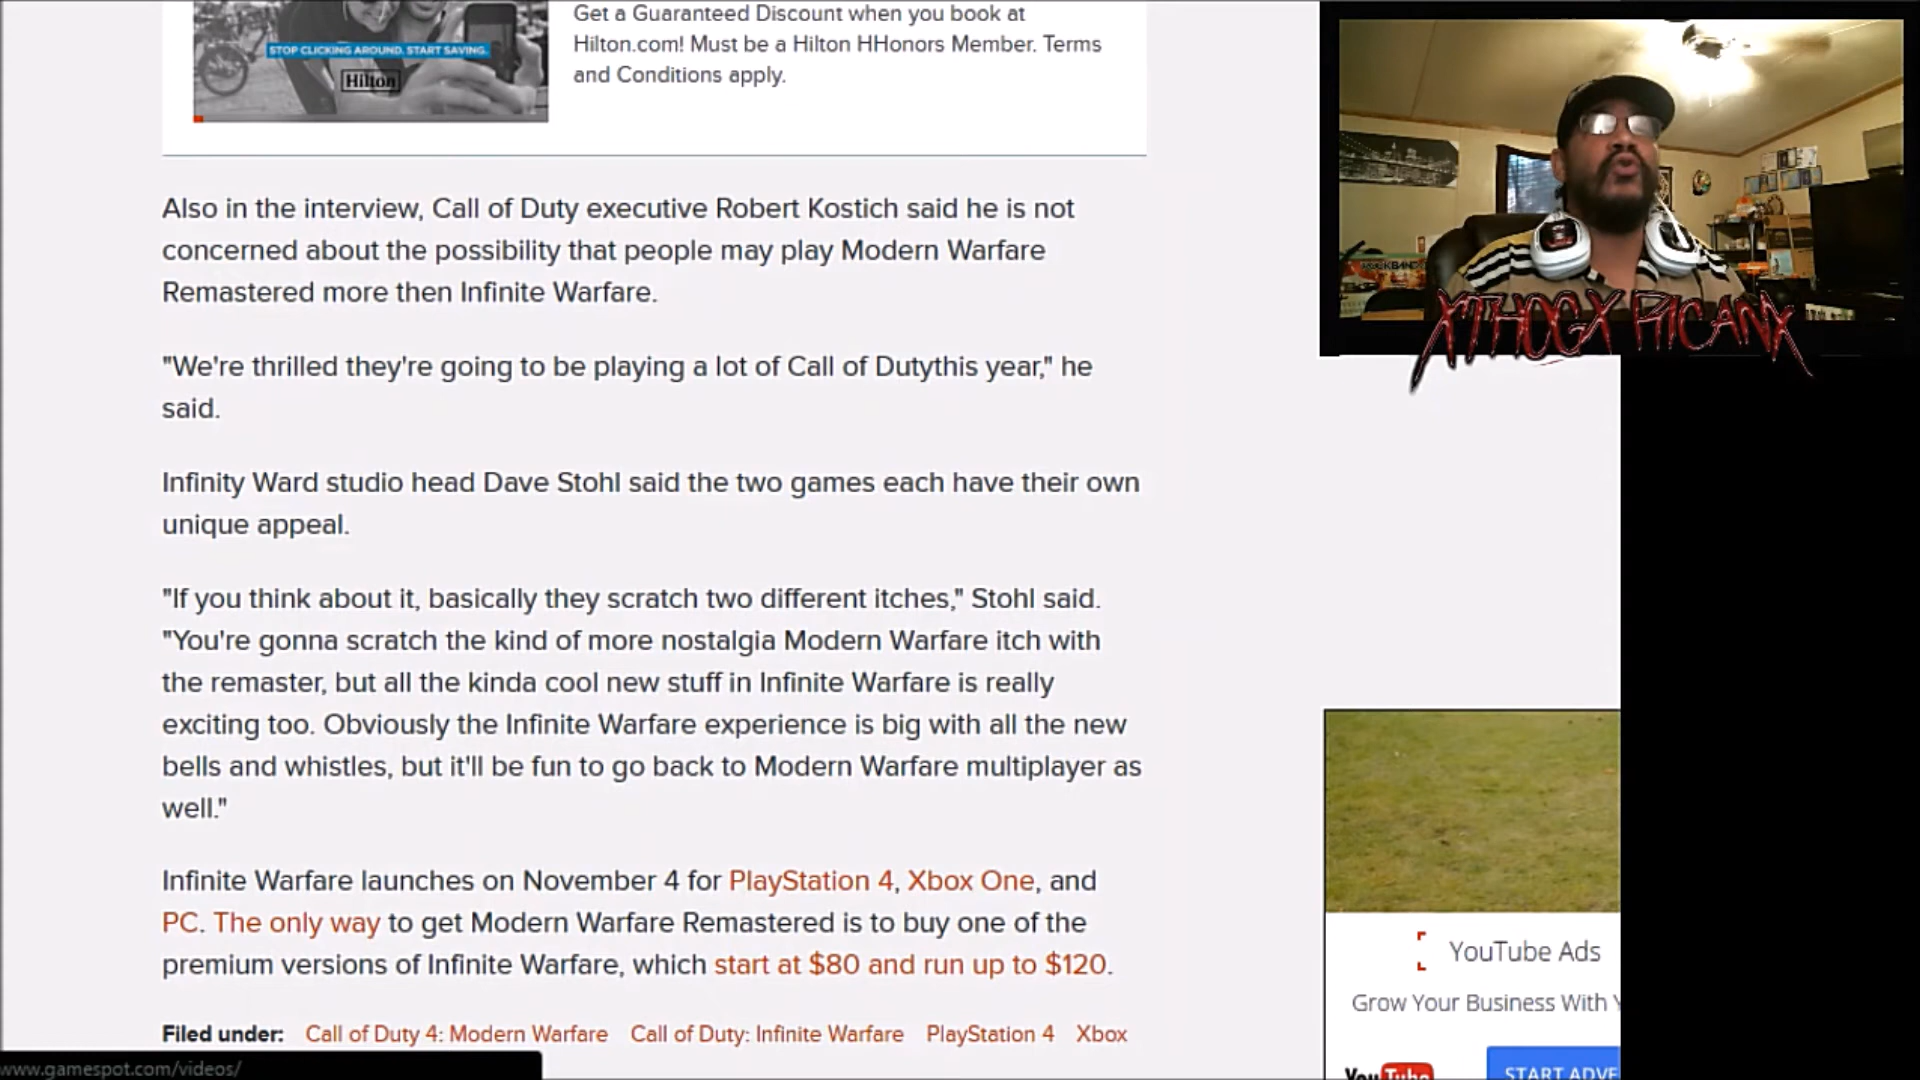 Get a Guaranteed Discount when you book at
Hilton.com! Must be a Hilton HHonors Member. Terms
and Conditions apply.
STOP CLICKING AROUND. START SAVING.
Hilton
Also in the interview, Call of Duty executive Robert Kostich said he is not
concerned about the possibility that people may play Modern Warfare
Remastered more then Infinite Warfare.
"We're thrilled they're going to be playing a lot of Call of Dutythis year," he
said.
Infinity Ward studio head Dave Stohl said the two games each have their own
unique appeal.
"If you think about it, basically they scratch two different itches," Stohl said.
"You're gonna scratch the kind of more nostalgia Modern Warfare itch with
the remaster, but all the kinda cool new stuff in Infinite Warfare is really
exciting too. Obviously the Infinite Warfare experience is big with all the new
bells and whistles, but it'll be fun to go back to Modern Warfare multiplayer as
well."
Infinite Warfare launches on November 4 for PlayStation 4, Xbox One, and
PC. The only way to get Modern Warfare Remastered is to buy one of the
premium versions of Infinite Warfare, which start at $80 and run up to $120.
Filed under: Call of Duty 4: Modern Warfare Call of Duty: Infinite Warfare PlayStation 4 Xbox
www.gamespot.com/videos/
ROCKBAND
XTHOGX RICANX
YouTube Ads
Grow Your Business With Y
YouTube
START ADVE